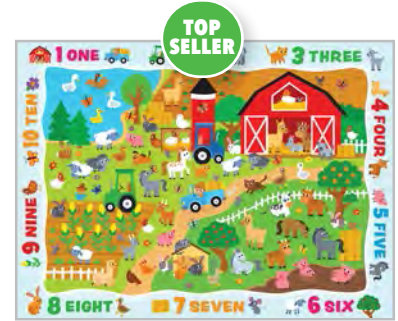 TOP
SELLER
1 ONE
3 THREE
4 FOUR
5 FIVE
6 SIX
7 SEVEN
8 EIGHT
9 NINE
10 TEN